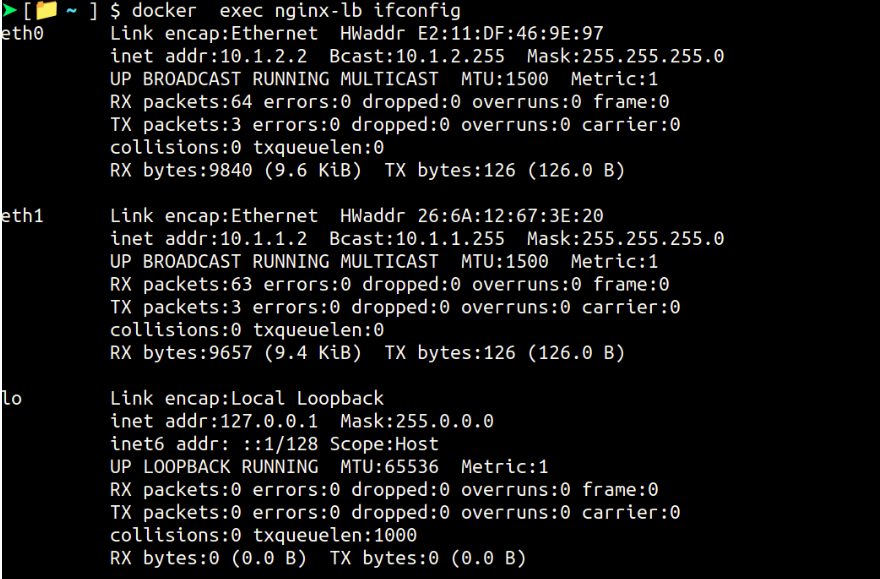 ➤ [📁 ~ ] $ docker  exec nginx-lb ifconfig
eth0      Link encap:Ethernet  HWaddr E2:11:DF:46:9E:97
          inet addr:10.1.2.2  Bcast:10.1.2.255  Mask:255.255.255.0
          UP BROADCAST RUNNING MULTICAST  MTU:1500  Metric:1
          RX packets:64 errors:0 dropped:0 overruns:0 frame:0
          TX packets:3 errors:0 dropped:0 overruns:0 carrier:0
          collisions:0 txqueuelen:0
          RX bytes:9840 (9.6 KiB)  TX bytes:126 (126.0 B)

eth1      Link encap:Ethernet  HWaddr 26:6A:12:67:3E:20
          inet addr:10.1.1.2  Bcast:10.1.1.255  Mask:255.255.255.0
          UP BROADCAST RUNNING MULTICAST  MTU:1500  Metric:1
          RX packets:63 errors:0 dropped:0 overruns:0 frame:0
          TX packets:3 errors:0 dropped:0 overruns:0 carrier:0
          collisions:0 txqueuelen:0
          RX bytes:9657 (9.4 KiB)  TX bytes:126 (126.0 B)

lo        Link encap:Local Loopback
          inet addr:127.0.0.1  Mask:255.0.0.0
          inet6 addr: ::1/128 Scope:Host
          UP LOOPBACK RUNNING  MTU:65536  Metric:1
          RX packets:0 errors:0 dropped:0 overruns:0 frame:0
          TX packets:0 errors:0 dropped:0 overruns:0 carrier:0
          collisions:0 txqueuelen:1000
          RX bytes:0 (0.0 B)  TX bytes:0 (0.0 B)